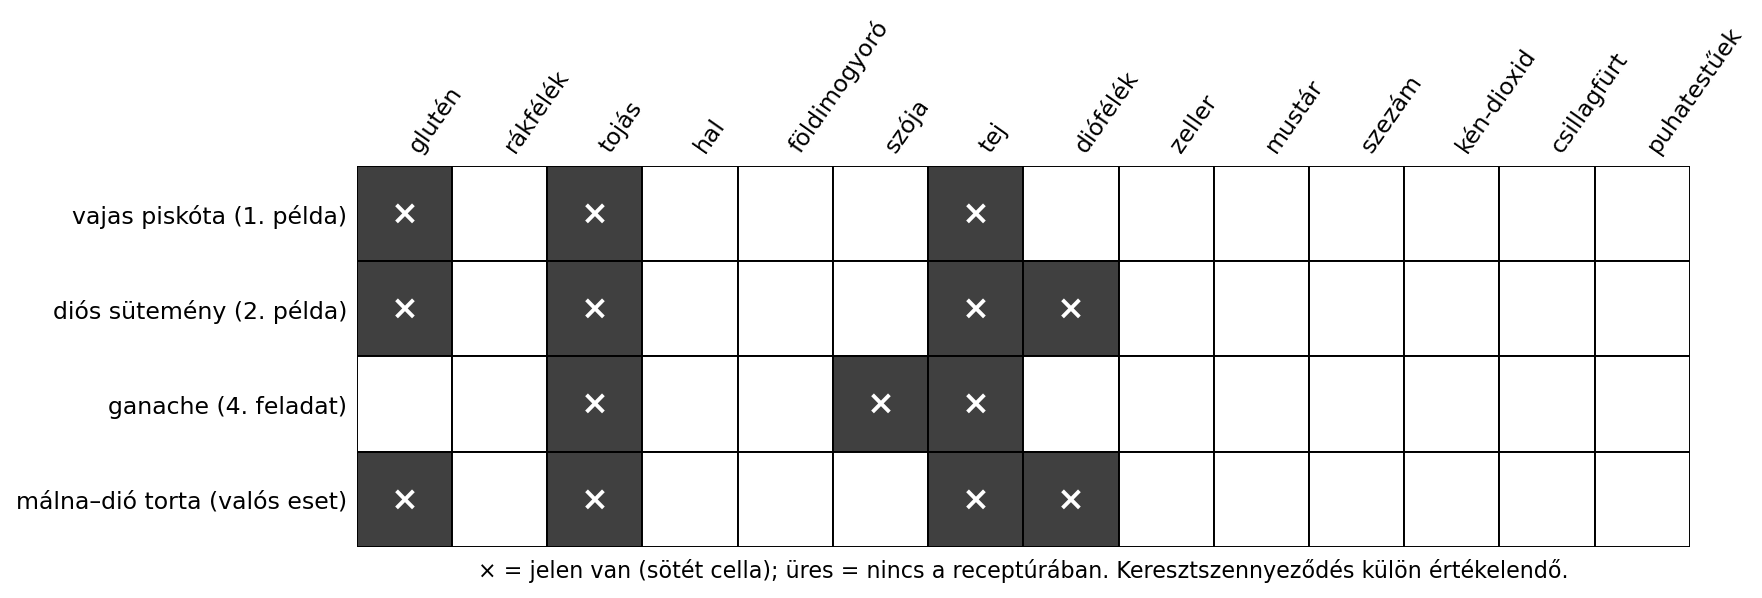 glutén rákfélék tojás hal földimogyoró szója tej diófélék zeller mustár szezám kén-dioxid csillagfürt puhatestűek
vajas piskóta (1. példa) × × ×
diós sütemény (2. példa) × × × ×
ganache (4. feladat) × × ×
málna–dió torta (valós eset) × × × ×
× = jelen van (sötét cella); üres = nincs a receptúrában. Keresztszennyeződés külön értékelendő.